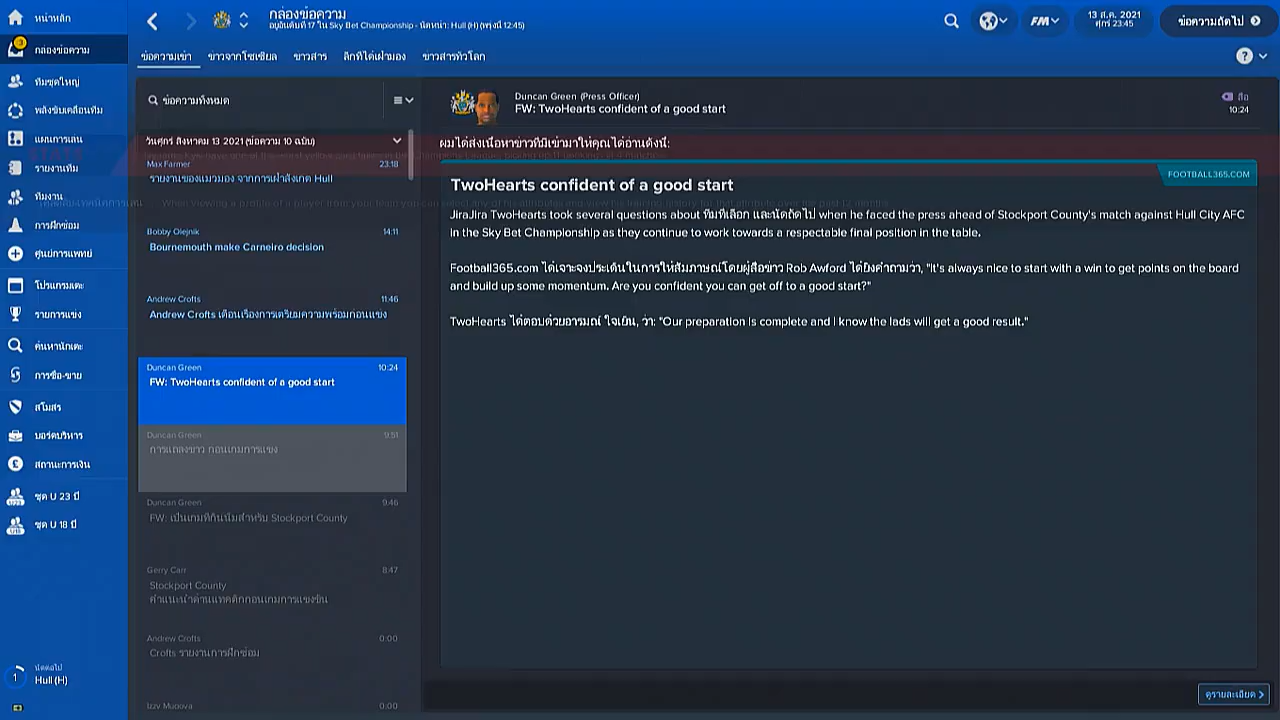 หน้าหลัก
กล่องข้อความ
อยู่อันดับที่ 17 ใน Sky Bet Championship - นัดหน้า: Hull (H) (พรุ่งนี้ 12:45)
FM
13 ส.ค. 2021
ศุกร์ 23:45
ข้อความถัดไป
3
กล่องข้อความ
ข้อความเข้า
ข่าวจากโซเชียล
ข่าวสาร
ลีกที่ได้เฝ้ามอง
ข่าวสารทั่วโลก
?
ทีมชุดใหญ่
พลังขับเคลื่อนทีม
แผนการเล่น
รายงานทีม
ทีมงาน
การฝึกซ้อม
ศูนย์การแพทย์
โปรแกรมเตะ
รายการแข่ง
ค้นหานักเตะ
การซื้อ-ขาย
สโมสร
บอร์ดบริหาร
สถานะการเงิน
ชุด U 23 ปี
ชุด U 18 ปี
นัดต่อไป
1
Hull (H)
ข้อความทั้งหมด
วันศุกร์ สิงหาคม 13 2021 (ข้อความ 10 ฉบับ)
Max Farmer 23:18
รายงานของแมวมอง จากการเฝ้าสังเกต Hull
Bobby Olejnik 14:11
Bournemouth make Carneiro decision
Andrew Crofts 11:46
Andrew Crofts เตือนเรื่องการเตรียมความพร้อมก่อนแข่ง
Duncan Green 10:24
FW: TwoHearts confident of a good start
Duncan Green 9:51
การแถลงข่าว ก่อนเกมการแข่ง
Duncan Green 9:46
FW: เป็นเกมที่กินนิ่มสำหรับ Stockport County
Gerry Carr 8:47
Stockport County
คำแนะนำด้านแทคติกก่อนเกมการแข่งขัน
Andrew Crofts 0:00
Crofts รายงานการฝึกซ้อม
Izzy Mugova 0:00
Duncan Green (Press Officer)
FW: TwoHearts confident of a good start
สื่อ
10:24
ผมได้ส่งเนื้อหาข่าวที่มีเข้ามาให้คุณได้อ่านดังนี้:
FOOTBALL365.COM
TwoHearts confident of a good start
JiraJira TwoHearts took several questions about ทีมที่เลือก และนัดถัดไป when he faced the press ahead of Stockport County's match against Hull City AFC
in the Sky Bet Championship as they continue to work towards a respectable final position in the table.
Football365.com ได้เจาะจงประเด็นในการให้สัมภาษณ์โดยผู้สื่อข่าว Rob Awford ได้ยิงคำถามว่า, "It's always nice to start with a win to get points on the board
and build up some momentum. Are you confident you can get off to a good start?"
TwoHearts ได้ตอบด้วยอารมณ์ ใจเย็น, ว่า: "Our preparation is complete and I know the lads will get a good result."
ดูรายละเอียด